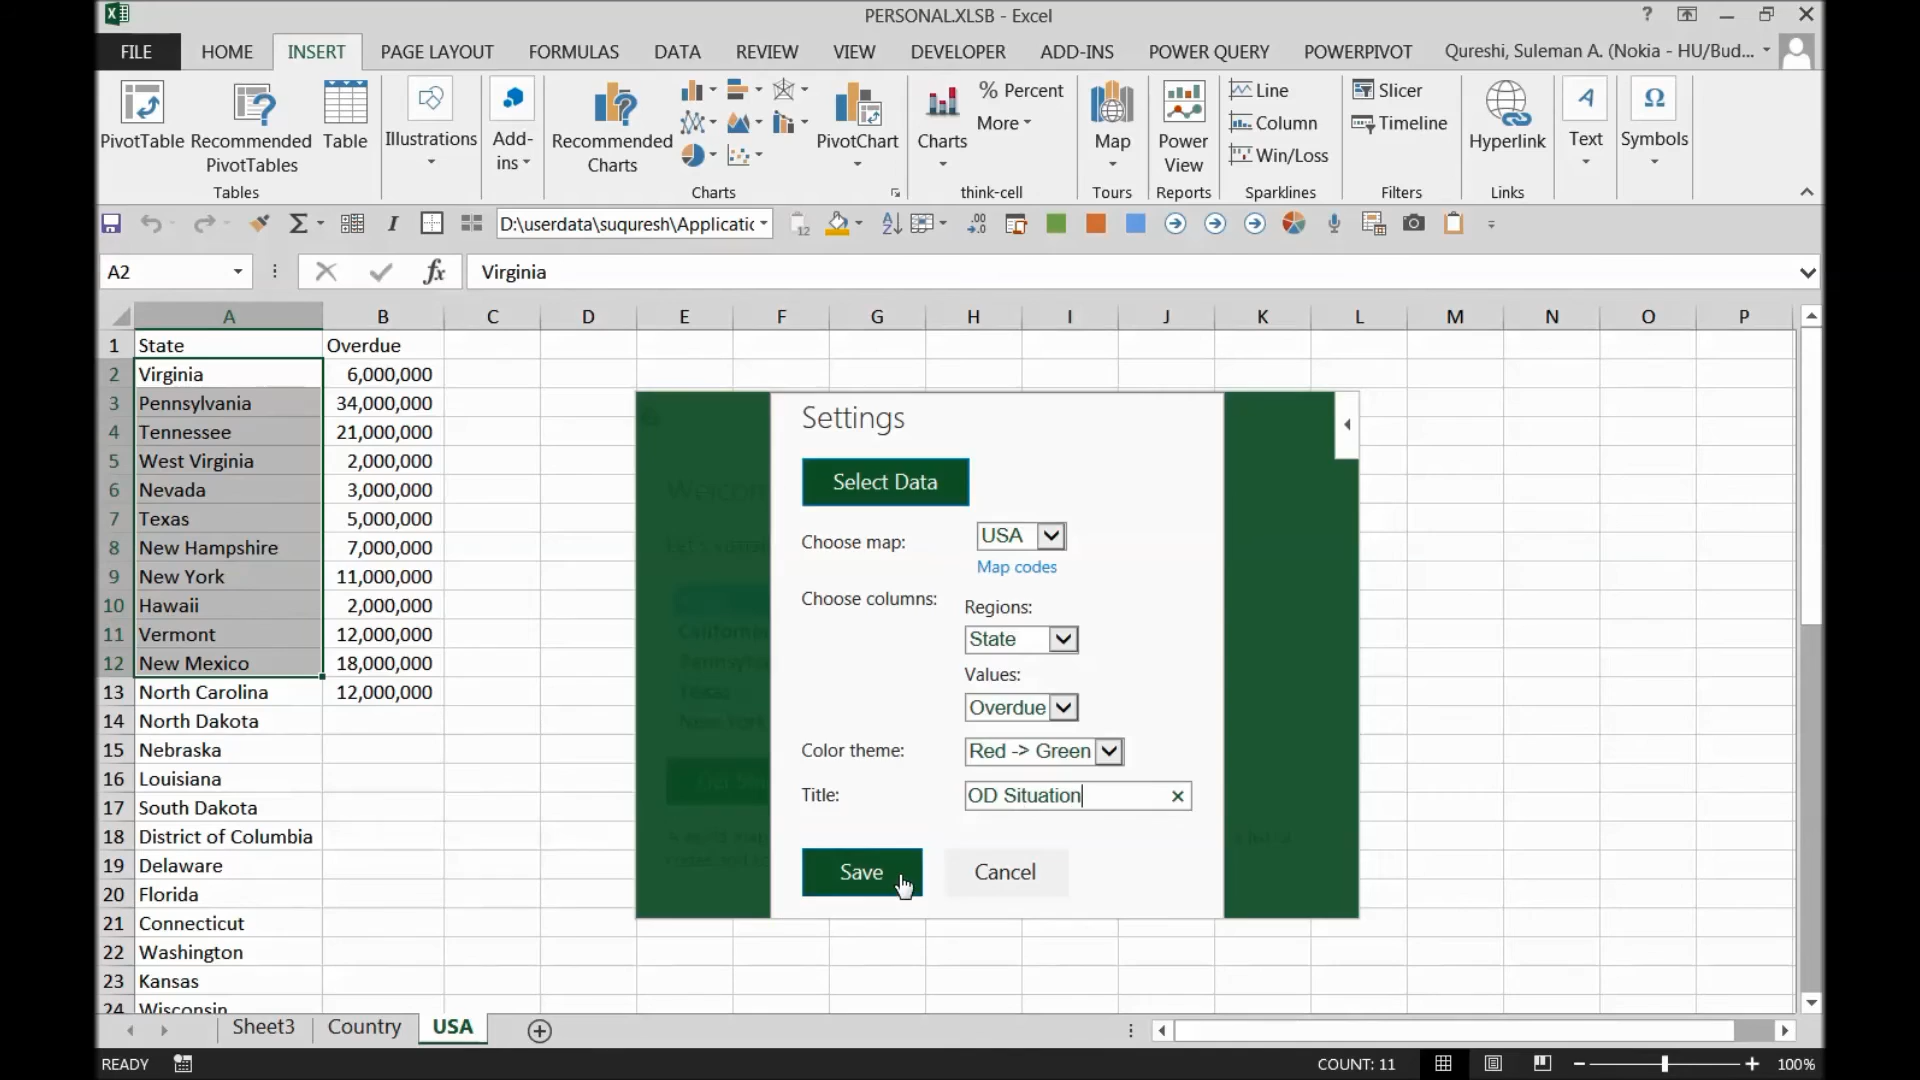 PERSONAL.XLSB - Excel
?
FILE HOME INSERT PAGE LAYOUT FORMULAS DATA REVIEW VIEW DEVELOPER ADD-INS POWER QUERY POWERPIVOT Qureshi, Suleman A. (Nokia - HU/Bud...
PivotTable
Recommended PivotTables
Table
Tables
Illustrations
Add-ins
Recommended Charts
PivotChart
Charts
Charts
% Percent
More
think-cell
Map
Tours
Power View
Reports
Line
Column
Win/Loss
Sparklines
Slicer
Timeline
Filters
Hyperlink
Links
A
Text
Ω
Symbols
Σ I D:\userdata\suquresh\Applicatic
A2 fx Virginia
A B C D E F G H I J K L M N O P
1 State Overdue
2 Virginia 6,000,000
3 Pennsylvania 34,000,000
4 Tennessee 21,000,000
5 West Virginia 2,000,000
6 Nevada 3,000,000
7 Texas 5,000,000
8 New Hampshire 7,000,000
9 New York 11,000,000
10 Hawaii 2,000,000
11 Vermont 12,000,000
12 New Mexico 18,000,000
13 North Carolina 12,000,000
14 North Dakota
15 Nebraska
16 Louisiana
17 South Dakota
18 District of Columbia
19 Delaware
20 Florida
21 Connecticut
22 Washington
23 Kansas
24 Wisconsin
Settings
Select Data
Choose map: USA
Map codes
Choose columns:
Regions:
State
Values:
Overdue
Color theme: Red -> Green
Title: OD Situation
Save Cancel
Sheet3 Country USA
READY COUNT: 11 100%